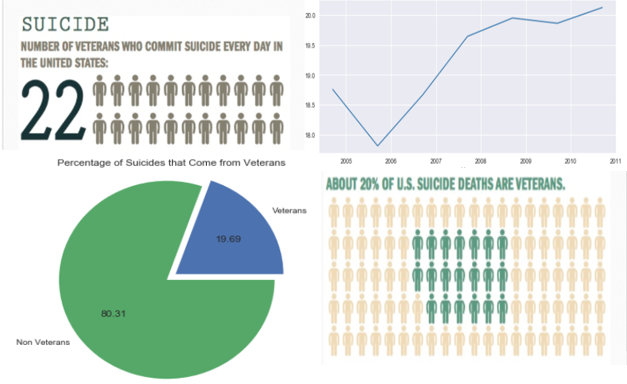 SUICIDE
NUMBER OF VETERANS WHO COMMIT SUICIDE EVERY DAY IN
THE UNITED STATES:
22
20.0
19.5
19.0
18.5
18.0
2005 2006 2007 2008 2009 2010 2011
Percentage of Suicides that Come from Veterans
Veterans
19.69
80.31
Non Veterans
ABOUT 20% OF U.S. SUICIDE DEATHS ARE VETERANS.